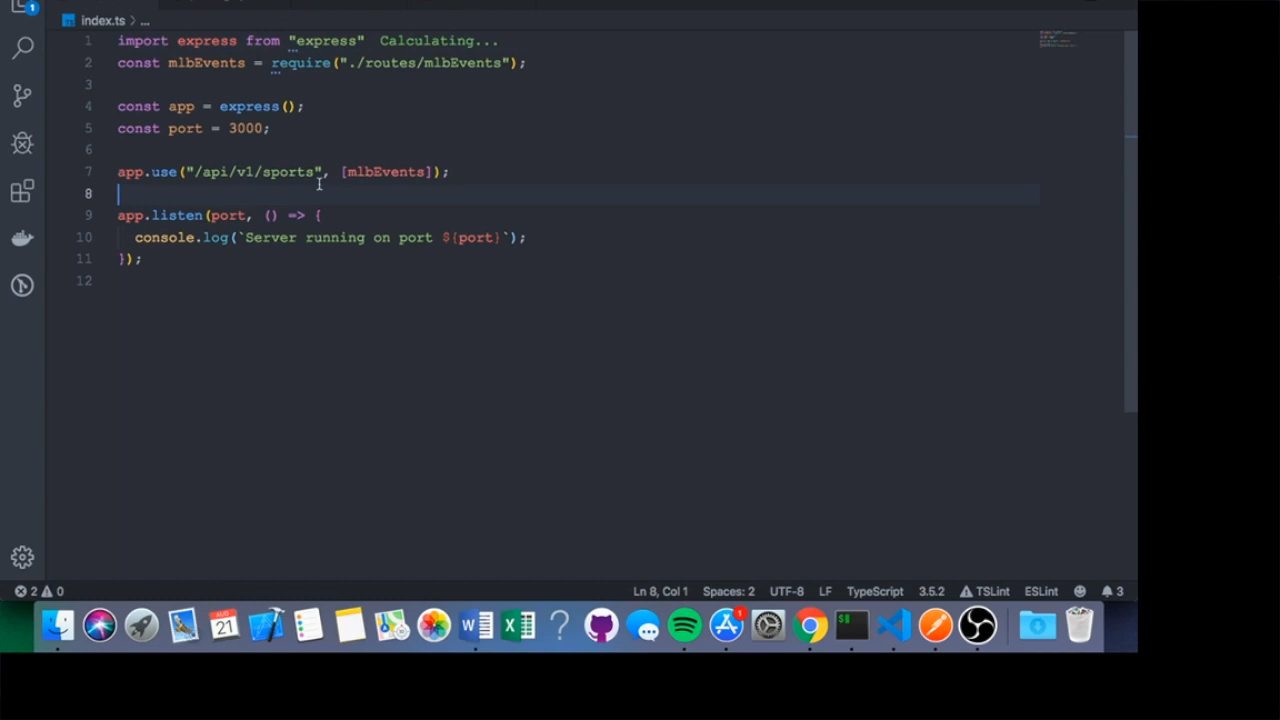 1
index.ts > ...
1 import express from "express" Calculating...
2 const mlbEvents = require("./routes/mlbEvents");
3
4 const app = express();
5 const port = 3000;
6
7 app.use("/api/v1/sports", [mlbEvents]);
8
9 app.listen(port, () => {
10 console.log(`Server running on port ${port}`);
11 });
12
2 0 Ln 8, Col 1 Spaces: 2 UTF-8 LF TypeScript 3.5.2 TSLint ESLint 3
AUG
21
W X ? 1 $